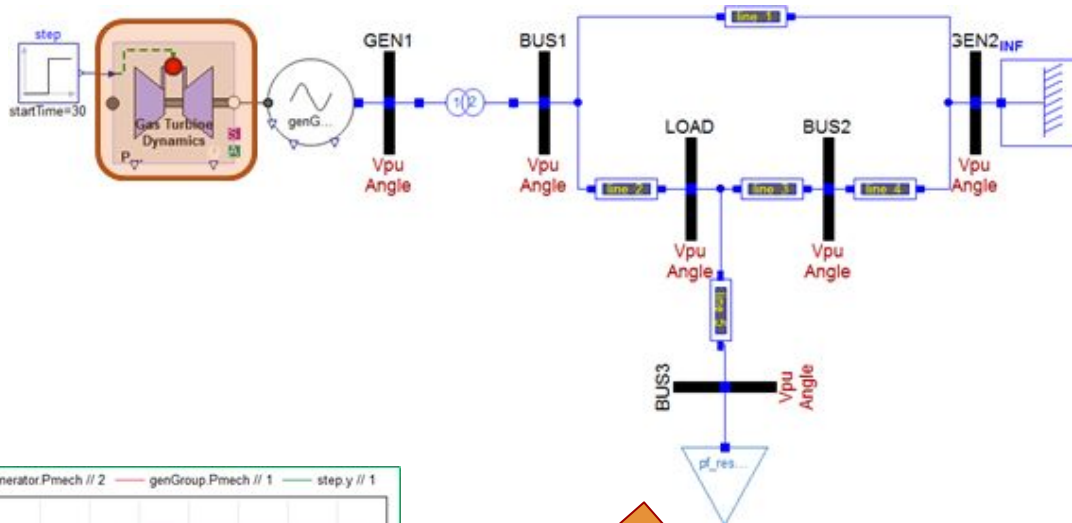 step
startTime=30
Gas Turbine
Dynamics
P
S
A
genG...
GEN1
Vpu
Angle
1 2
BUS1
Vpu
Angle
line_1
line_2
LOAD
Vpu
Angle
line_3
BUS2
Vpu
Angle
line_4
GEN2
INF
Vpu
Angle
BUS3
Vpu
Angle
pf_res...
nerator.Pmech // 2 genGroup.Pmech // 1 step.y // 1